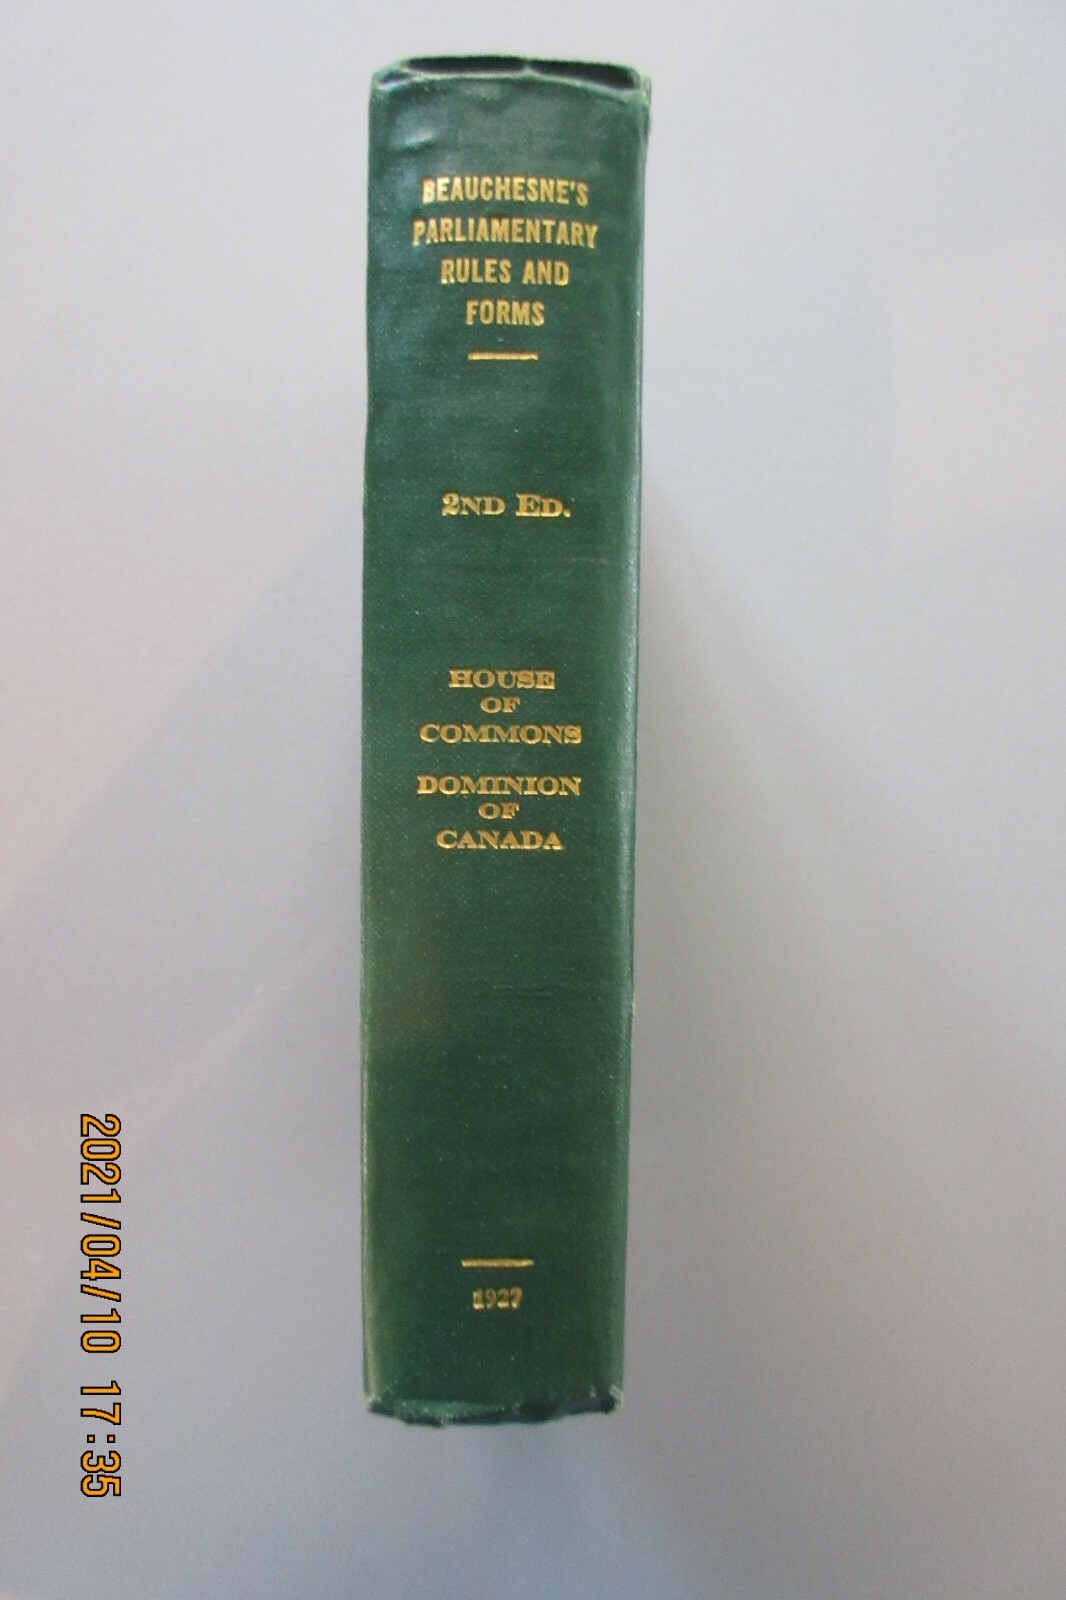 BEAUCHESNE'S
PARLIAMENTARY
RULES AND
FORMS
2ND ED.
HOUSE
OF
COMMONS
DOMINION
OF
CANADA
1927
2021/04/10 17:35